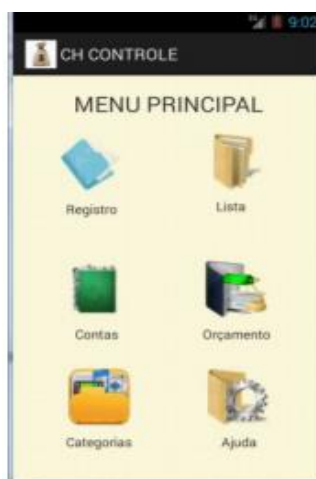 9:02
CH CONTROLE
MENU PRINCIPAL
Registro
Lista
Contas
Orçamento
Categorias
Ajuda